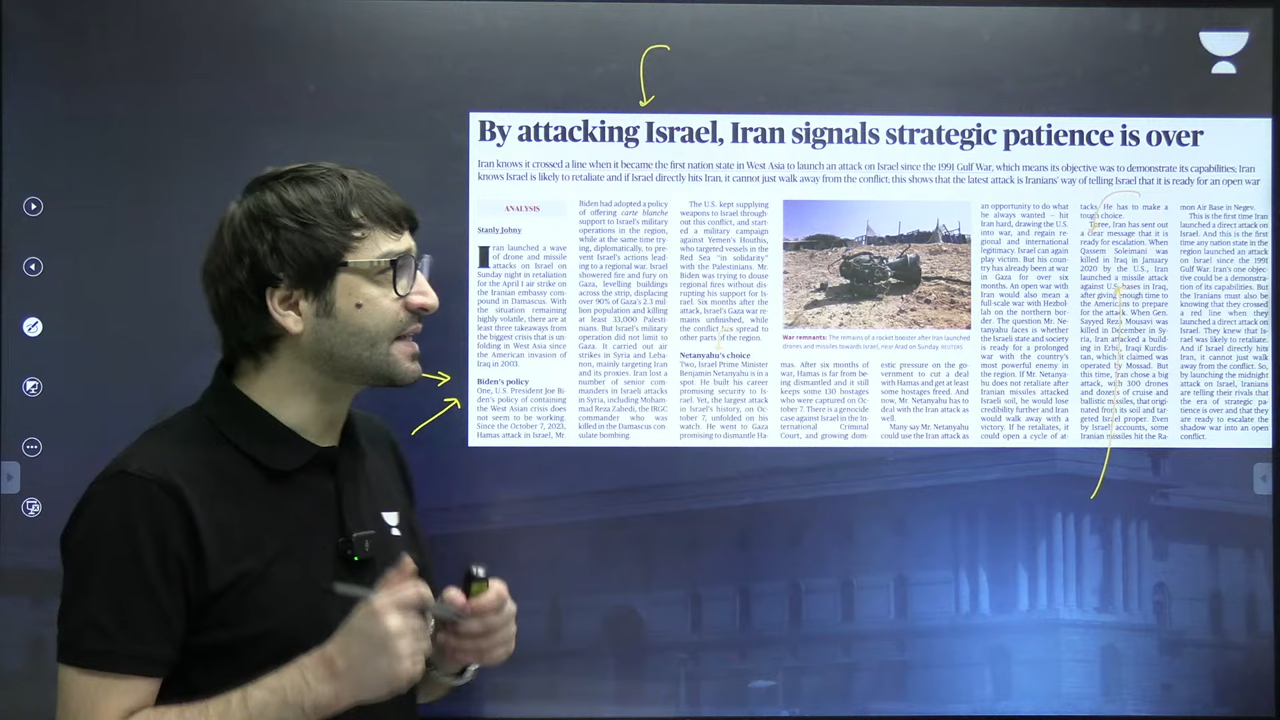 By attacking Israel, Iran signals strategic patience is over
Iran knows it crossed a line when it became the first nation state in West Asia to launch an attack on Israel since the 1991 Gulf War, which means its objective was to demonstrate its capabilities; Iran
knows Israel is likely to retaliate and if Israel directly hits Iran, it cannot just walk away from the conflict; this shows that the latest attack is Iranians' way of telling Israel that it is ready for an open war
ANALYSIS
Stanly Johny
Iran launched a wave
of drone and missile
attacks on Israel on
Sunday night in retaliation
for the April 1 air strike on
the Iranian embassy com-
pound in Damascus. With
the situation remaining
highly volatile, there are at
least three takeaways from
the biggest crisis that is un-
folding in West Asia since
the American invasion of
Iraq in 2003.
Biden's policy
One, U.S. President Joe Bi-
den's policy of containing
the West Asian crisis does
not seem to be working.
Since the October 7, 2023,
Hamas attack in Israel, Mr.
Biden had adopted a policy
of offering carte blanche
support to Israel's military
operations in the region,
while at the same time try-
ing, diplomatically, to pre-
vent Israel's actions lead-
ing to a regional war. Israel
showered fire and fury on
Gaza, levelling buildings
across the strip, displacing
over 90% of Gaza's 2.3 mil-
lion population and killing
at least 33,000 Palesti-
nians. But Israel's military
operation did not limit to
Gaza. It carried out air
strikes in Syria and Leba-
non, mainly targeting Iran
and its proxies. Iran lost a
number of senior com-
manders in Israeli attacks
in Syria, including Moham-
mad Reza Zahedi, the IRGC
commander who was
killed in the Damascus con-
sulate bombing.
The U.S. kept supplying
weapons to Israel through-
out this conflict, and start-
ed a military campaign
against Yemen's Houthis,
who targeted vessels in the
Red Sea "in solidarity"
with the Palestinians. Mr.
Biden was trying to douse
regional fires without dis-
rupting his support for Is-
rael. Six months after the
attack, Israel's Gaza war re-
mains unfinished, while
the conflict has spread to
other parts of the region.
Netanyahu's choice
Two, Israeli Prime Minister
Benjamin Netanyahu is in a
spot. He built his career
promising security to Is-
rael. Yet, the largest attack
in Israel's history, on Oc-
tober 7, unfolded on his
watch. He went to Gaza
promising to dismantle Ha-
War remnants: The remains of a rocket booster after Iran launched
drones and missiles towards Israel, near Arad on Sunday. REUTERS
mas. After six months of
war, Hamas is far from be-
ing dismantled and it still
keeps some 130 hostages
who were captured on Oc-
tober 7. There is a genocide
case against Israel in the In-
ternational Criminal
Court, and growing dom-
estic pressure on the go-
vernment to cut a deal
with Hamas and get at least
some hostages freed. And
now, Mr. Netanyahu has to
deal with the Iran attack as
well.
Many say Mr. Netanyahu
could use the Iran attack as
an opportunity to do what
he always wanted – hit
Iran hard, drawing the U.S.
into war, and regain re-
gional and international
legitimacy. Israel can again
play victim. But his coun-
try has already been at war
in Gaza for over six
months. An open war with
Iran would also mean a
full-scale war with Hezbol-
lah on the northern bor-
der. The question Mr. Ne-
tanyahu faces is whether
the Israeli state and society
is ready for a prolonged
war with the country's
most powerful enemy in
the region. If Mr. Netanya-
hu does not retaliate after
Iranian missiles attacked
Israeli soil, he would lose
credibility further and Iran
would walk away with a
victory. If he retaliates, it
could open a cycle of at-
tacks. He has to make a
tough choice.
Three, Iran has sent out
a clear message that it is
ready for escalation. When
Qassem Soleimani was
killed in Iraq in January
2020 by the U.S., Iran
launched a missile attack
against U.S. bases in Iraq,
after giving enough time to
the Americans to prepare
for the attack. When Gen.
Sayyed Reza Mousavi was
killed in December in Sy-
ria, Iran attacked a build-
ing in Erbil, Iraqi Kurdis-
tan, which it claimed was
operated by Mossad. But
this time, Iran chose a big
attack, with 300 drones
and dozens of cruise and
ballistic missiles, that orig-
inated from its soil and tar-
geted Israel proper. Even
by Israeli accounts, some
Iranian missiles hit the Ra-
mon Air Base in Negev.
This is the first time Iran
launched a direct attack on
Israel. And this is the first
time any nation state in the
region launched an attack
on Israel since the 1991
Gulf War. Iran's one objec-
tive could be a demonstra-
tion of its capabilities. But
the Iranians must also be
knowing that they crossed
a red line when they
launched a direct attack on
Israel. They knew that Is-
rael was likely to retaliate.
And if Israel directly hits
Iran, it cannot just walk
away from the conflict. So,
by launching the midnight
attack on Israel, Iranians
are telling their rivals that
the era of strategic pa-
tience is over and that they
are ready to escalate the
shadow war into an open
conflict.